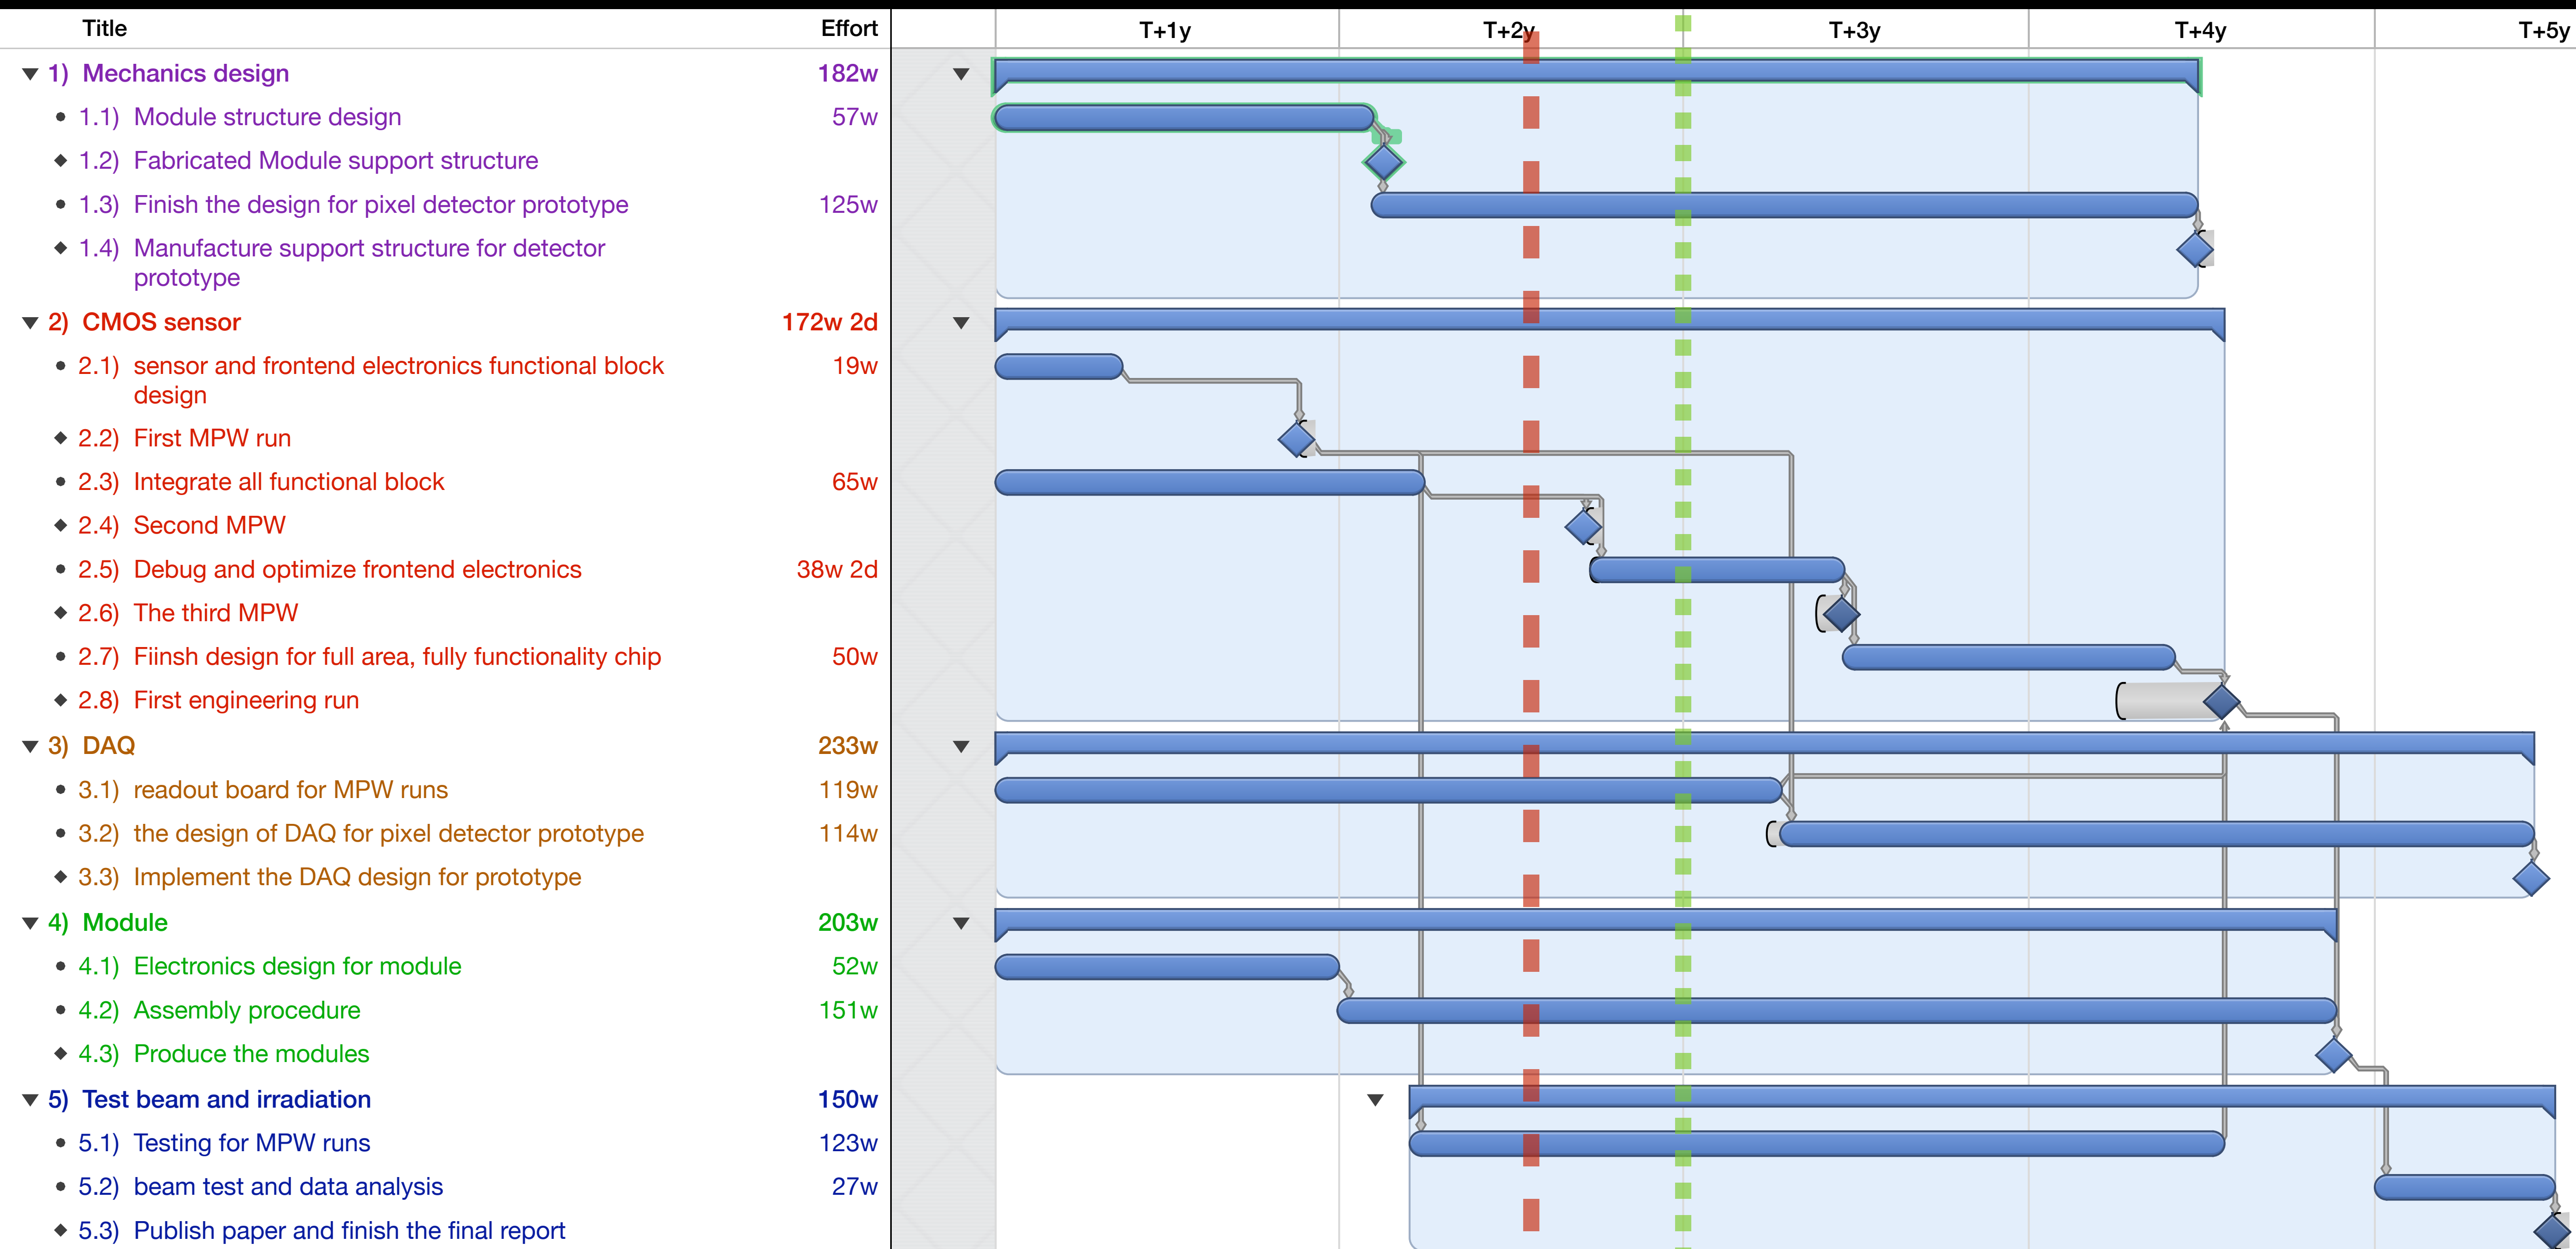 Title Effort T+1y T+2y T+3y T+4y T+5y
1) Mechanics design 182w
1.1) Module structure design 57w
1.2) Fabricated Module support structure
1.3) Finish the design for pixel detector prototype 125w
1.4) Manufacture support structure for detector
prototype
2) CMOS sensor 172w 2d
2.1) sensor and frontend electronics functional block 19w
design
2.2) First MPW run
2.3) Integrate all functional block 65w
2.4) Second MPW
2.5) Debug and optimize frontend electronics 38w 2d
2.6) The third MPW
2.7) Fiinsh design for full area, fully functionality chip 50w
2.8) First engineering run
3) DAQ 233w
3.1) readout board for MPW runs 119w
3.2) the design of DAQ for pixel detector prototype 114w
3.3) Implement the DAQ design for prototype
4) Module 203w
4.1) Electronics design for module 52w
4.2) Assembly procedure 151w
4.3) Produce the modules
5) Test beam and irradiation 150w
5.1) Testing for MPW runs 123w
5.2) beam test and data analysis 27w
5.3) Publish paper and finish the final report